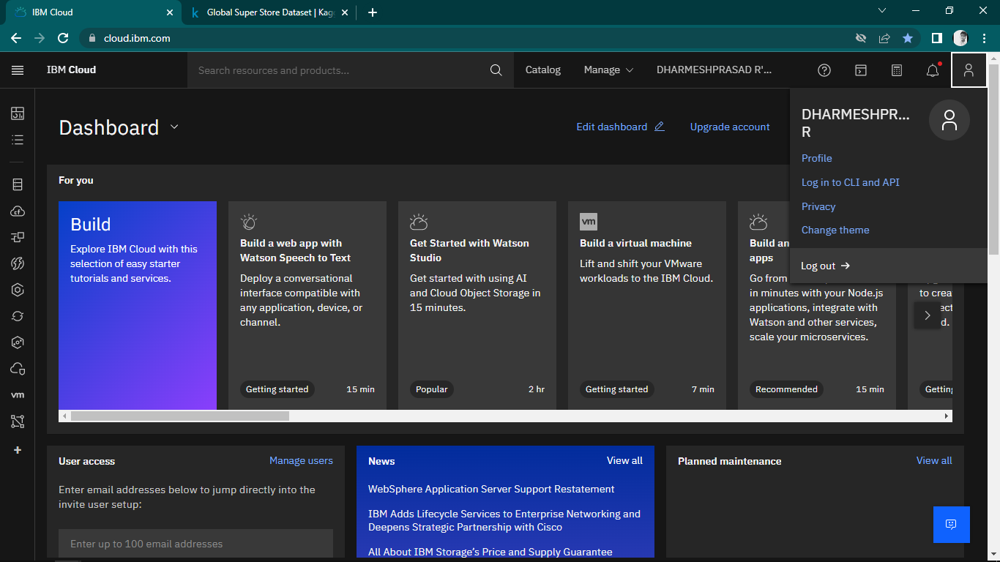 IBM Cloud
Global Super Store Dataset | Kag
cloud.ibm.com
IBM Cloud
Search resources and products...
Catalog
Manage
DHARMESHPRASAD R'...
DHARMESHPR...
R
Profile
Log in to CLI and API
Privacy
Change theme
Log out
Dashboard
Edit dashboard
Upgrade account
For you
Build
Explore IBM Cloud with this
selection of easy starter
tutorials and services.
Build a web app with
Watson Speech to Text
Deploy a conversational
interface compatible with
any application, device, or
channel.
Getting started
15 min
Get Started with Watson
Studio
Get started with using AI
and Cloud Object Storage in
15 minutes.
Popular
2 hr
vm
Build a virtual machine
Lift and shift your VMware
workloads to the IBM Cloud.
Getting started
7 min
Build an
apps
Go from
in minutes with your Node.js
applications, integrate with
Watson and other services,
scale your microservices.
Recommended
15 min
to crea
ect
d.
Getting
vm
User access
Manage users
Enter email addresses below to jump directly into the
invite user setup:
Enter up to 100 email addresses
News
View all
WebSphere Application Server Support Restatement
IBM Adds Lifecycle Services to Enterprise Networking and
Deepens Strategic Partnership with Cisco
All About IBM Storage's Price and Supply Guarantee
Planned maintenance
View all